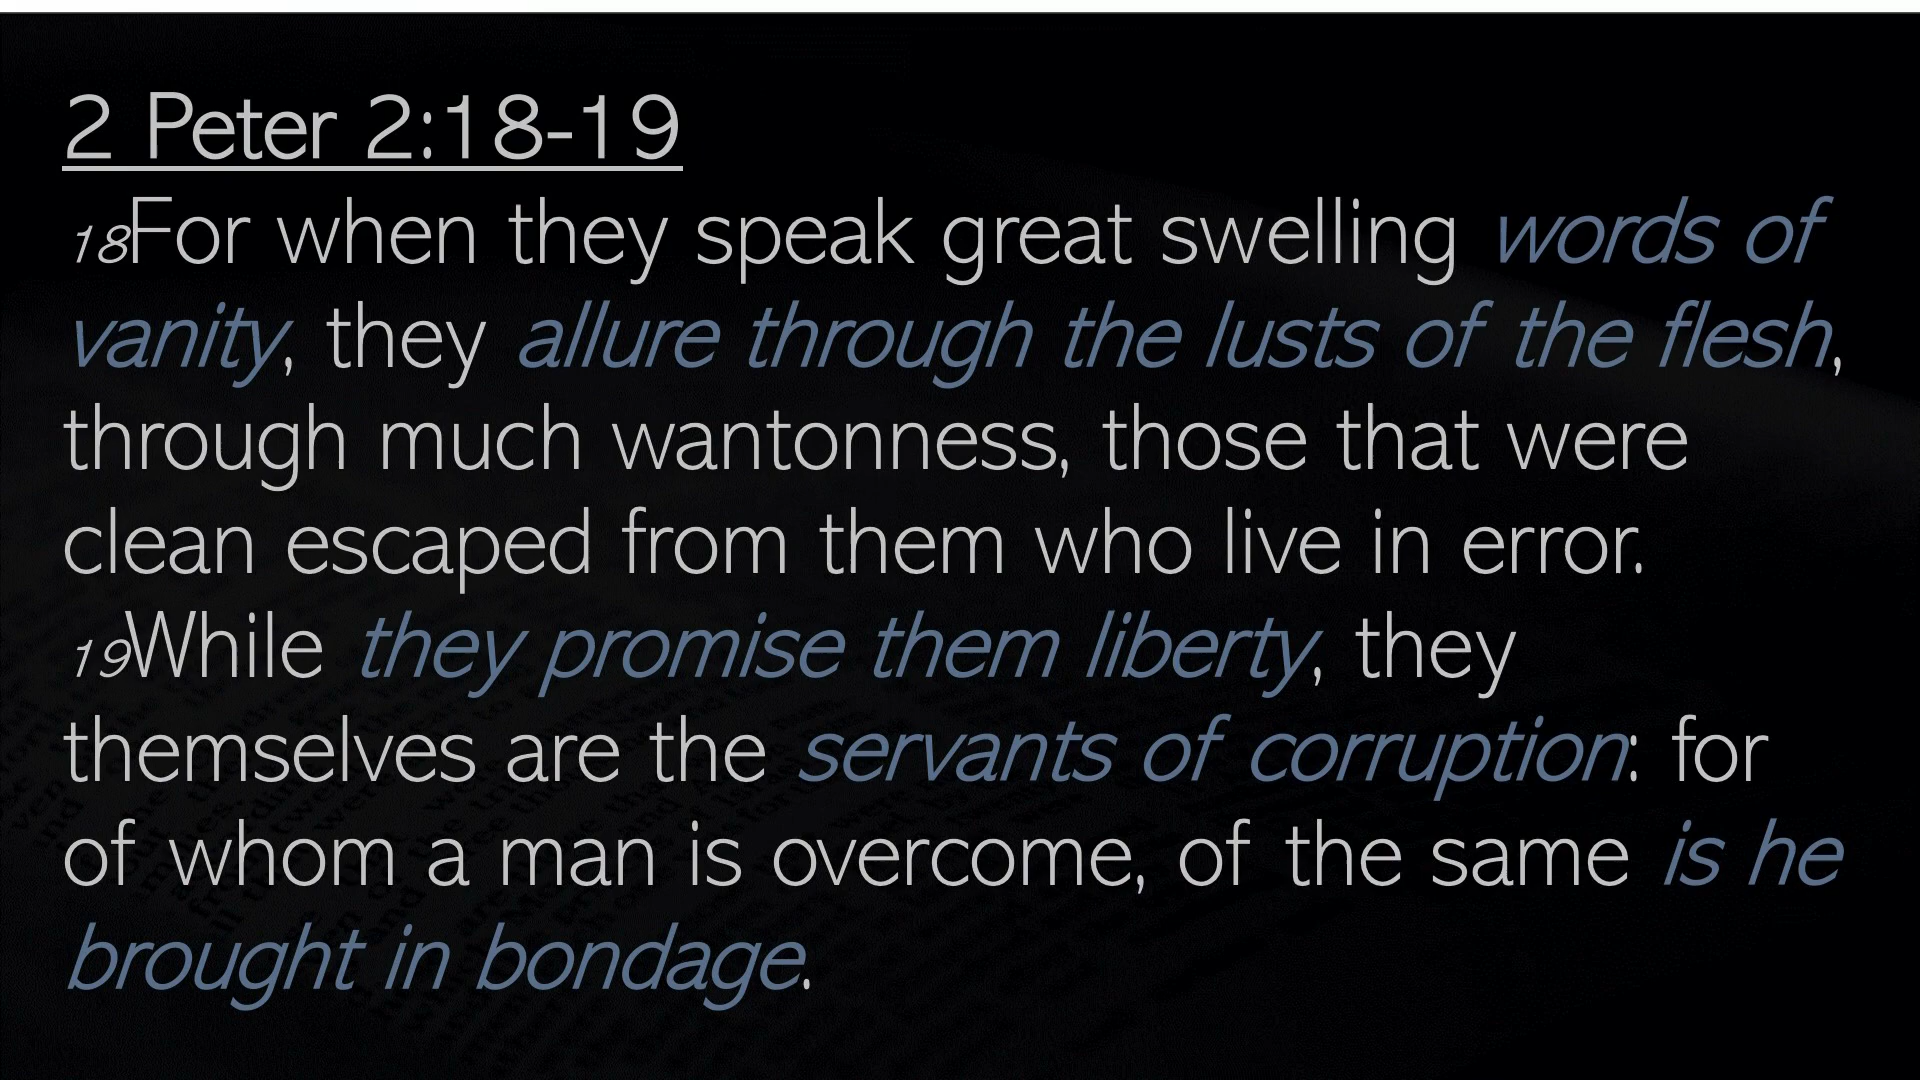 2 Peter 2:18-19
18For when they speak great swelling words of
vanity, they allure through the lusts of the flesh,
through much wantonness, those that were
clean escaped from them who live in error.
19While they promise them liberty, they
themselves are the servants of corruption: for
of whom a man is overcome, of the same is he
brought in bondage.